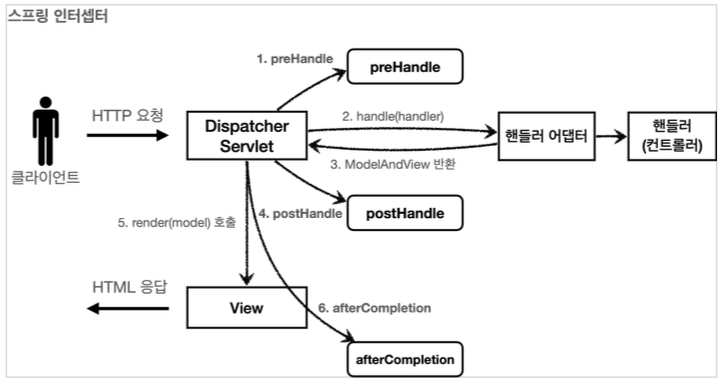 스프링 인터셉터
1. preHandle
preHandle
HTTP 요청
Dispatcher
Servlet
2. handle(handler)
핸들러 어댑터
핸들러
(컨트롤러)
3. ModelAndView 반환
클라이언트
4. postHandle
postHandle
5. render(model) 호출
HTML 응답
View
6. afterCompletion
afterCompletion